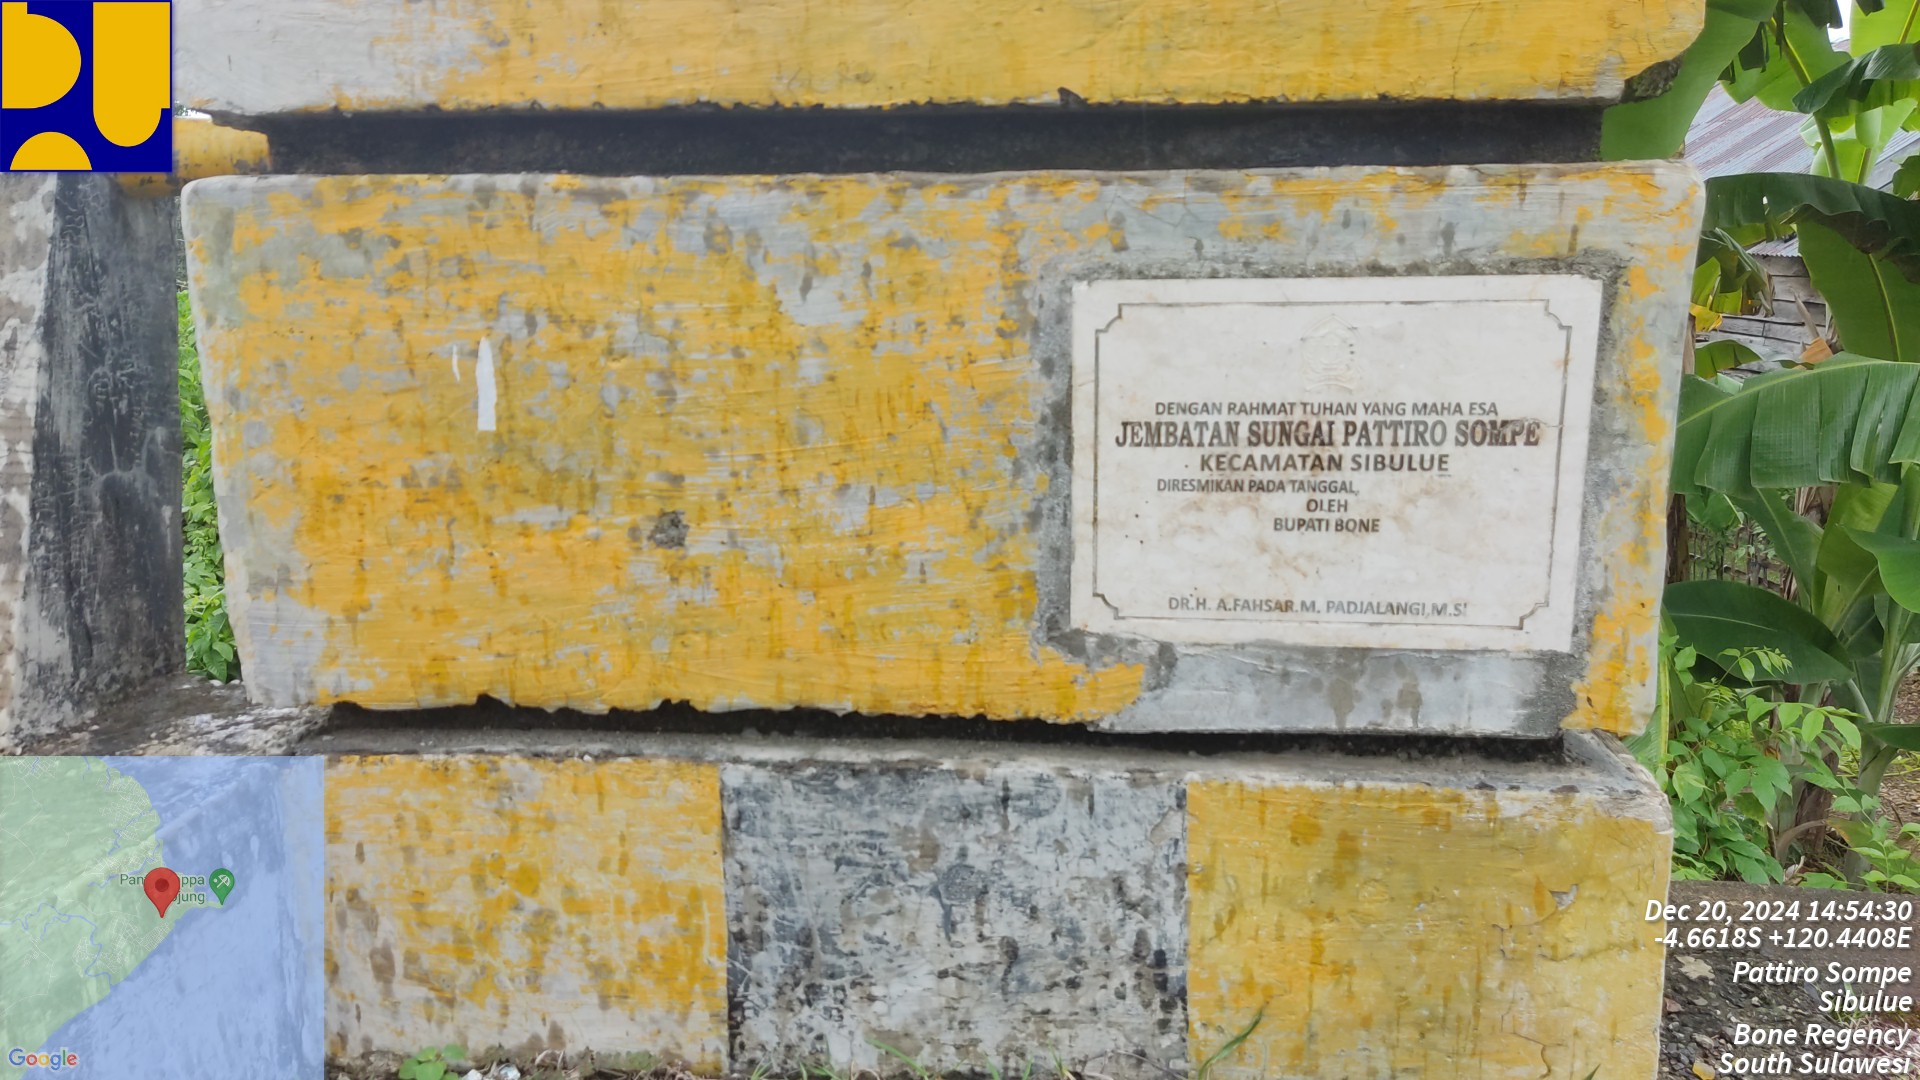 DENGAN RAHMAT TUHAN YANG MAHA ESA
JEMBATAN SUNGAI PATTIRO SOMPE
KECAMATAN SIBULUE
DIRESMIKAN PADA TANGGAL,
OLEH
BUPATI BONE
DR.H. A.FAHSAR.M. PADJALANGI,M.SI
Google
Dec 20, 2024 14:54:30
-4.6618S +120.4408E
Pattiro Sompe
Sibulue
Bone Regency
South Sulawesi